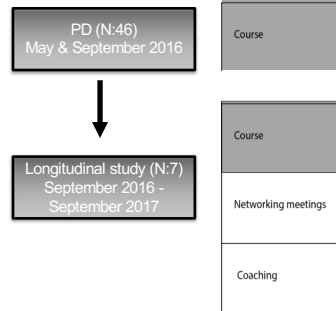 PD (N:46)
May & September 2016
Course
Longitudinal study (N:7)
September 2016 -
September 2017
Course
Networking meetings
Coaching